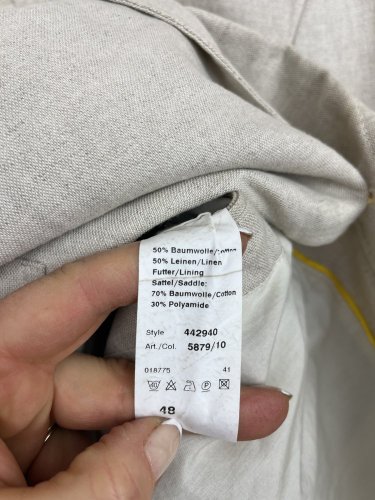 50% Baumwolle/Cotton
50% Leinen/Linen
Futter/Lining
Sattel/Saddle:
70% Baumwolle/Cotton
30% Polyamide
Style 442940
Art./Col. 5879/10
018775 41
48